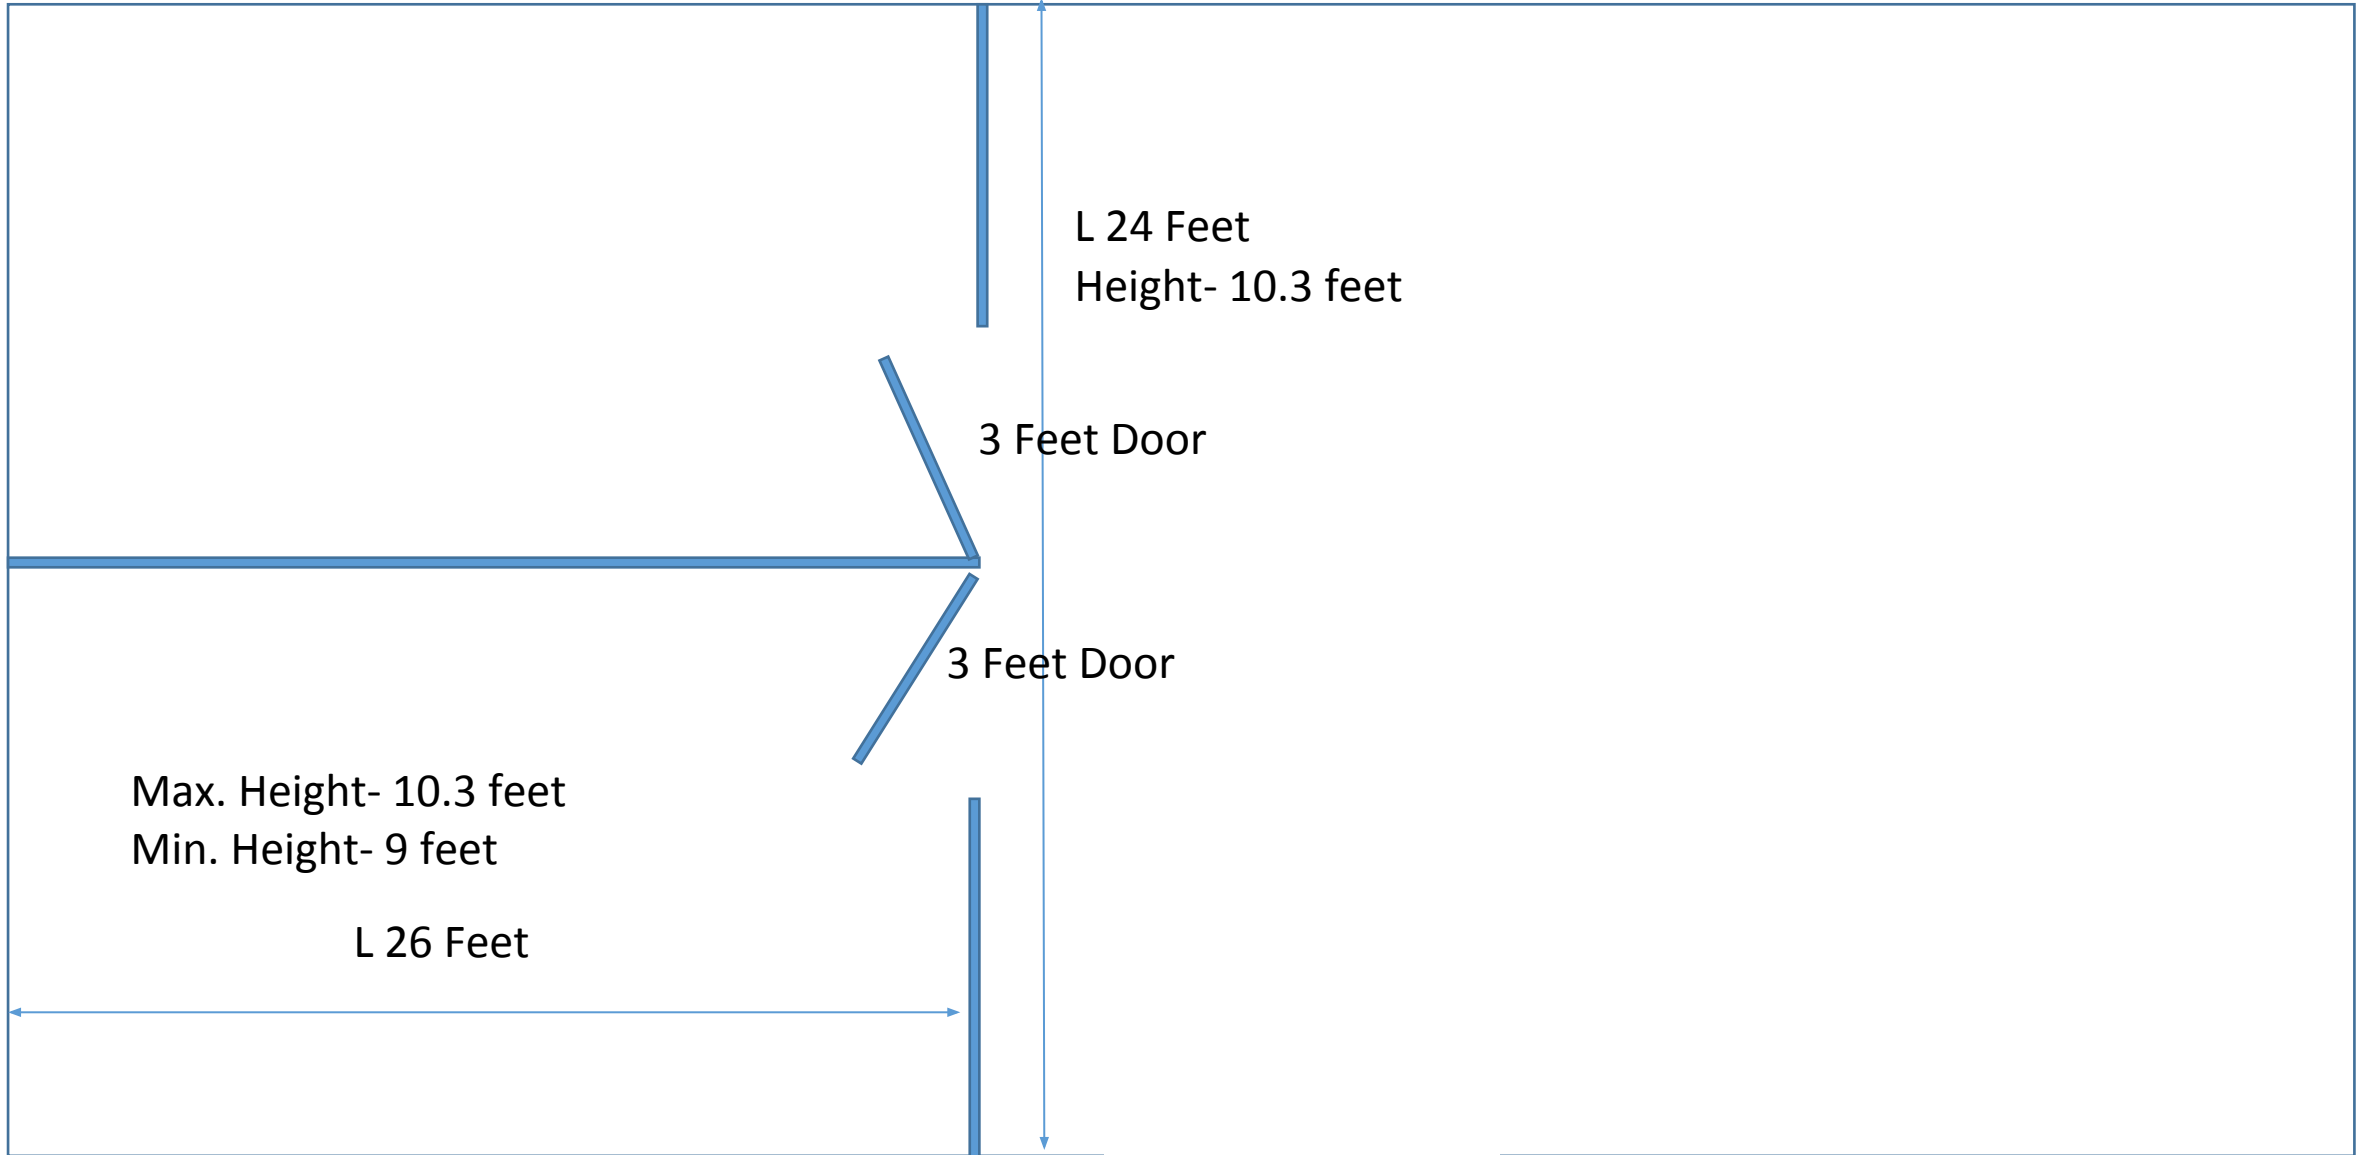 L 24 Feet
Height- 10.3 feet
3 Feet Door
3 Feet Door
Max. Height- 10.3 feet
Min. Height- 9 feet
L 26 Feet